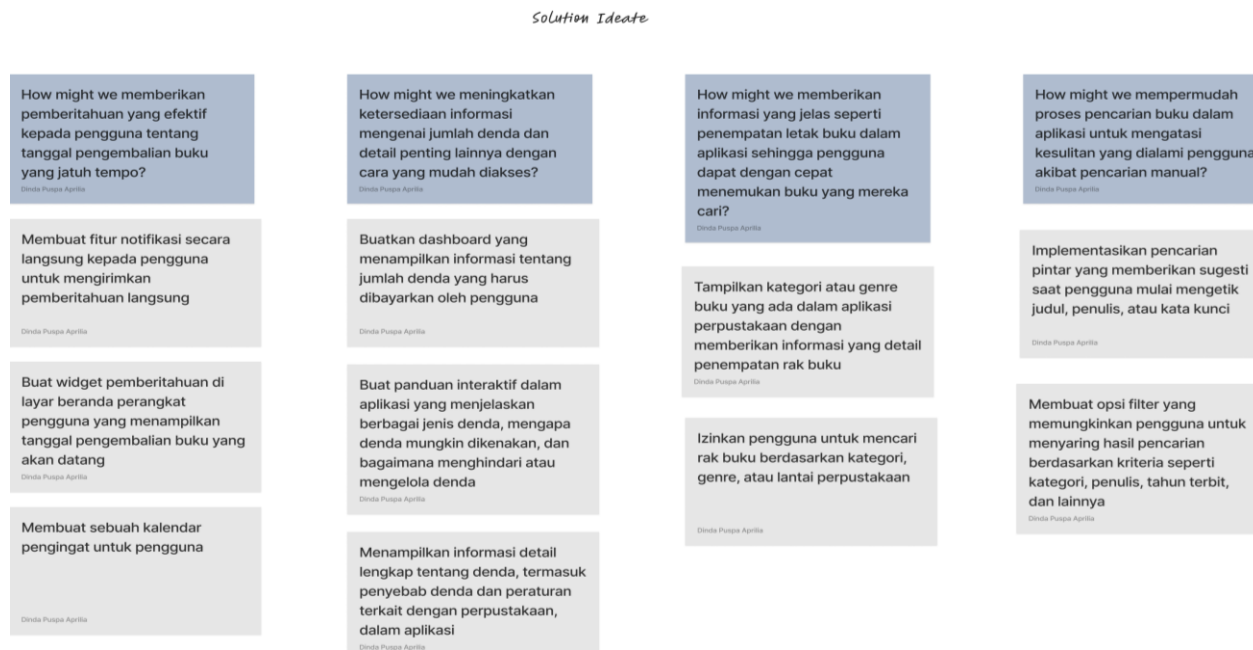 Solution Ideate
How might we memberikan
pemberitahuan yang efektif
kepada pengguna tentang
tanggal pengembalian buku
yang jatuh tempo?
Dinda Puspa Aprilia
Membuat fitur notifikasi secara
langsung kepada pengguna
untuk mengirimkan
pemberitahuan langsung
Dinda Puspa Aprilia
Buat widget pemberitahuan di
layar beranda perangkat
pengguna yang menampilkan
tanggal pengembalian buku yang
akan datang
Dinda Puspa Aprilia
Membuat sebuah kalendar
pengingat untuk pengguna
Dinda Puspa Aprilia
How might we meningkatkan
ketersediaan informasi
mengenai jumlah denda dan
detail penting lainnya dengan
cara yang mudah diakses?
Dinda Puspa Aprilia
Buatkan dashboard yang
menampilkan informasi tentang
jumlah denda yang harus
dibayarkan oleh pengguna
Dinda Puspa Aprilia
Buat panduan interaktif dalam
aplikasi yang menjelaskan
berbagai jenis denda, mengapa
denda mungkin dikenakan, dan
bagaimana menghindari atau
mengelola denda
Dinda Puspa Aprilia
Menampilkan informasi detail
lengkap tentang denda, termasuk
penyebab denda dan peraturan
terkait dengan perpustakaan,
dalam aplikasi
Dinda Puspa Aprilia
How might we memberikan
informasi yang jelas seperti
penempatan letak buku dalam
aplikasi sehingga pengguna
dapat dengan cepat
menemukan buku yang mereka
cari?
Dinda Puspa Aprilia
Tampilkan kategori atau genre
buku yang ada dalam aplikasi
perpustakaan dengan
memberikan informasi yang detail
penempatan rak buku
Dinda Puspa Aprilia
Izinkan pengguna untuk mencari
rak buku berdasarkan kategori,
genre, atau lantai perpustakaan
Dinda Puspa Aprilia
How might we mempermudah
proses pencarian buku dalam
aplikasi untuk mengatasi
kesulitan yang dialami pengguna
akibat pencarian manual?
Dinda Puspa Aprilia
Implementasikan pencarian
pintar yang memberikan sugesti
saat pengguna mulai mengetik
judul, penulis, atau kata kunci
Dinda Puspa Aprilia
Membuat opsi filter yang
memungkinkan pengguna untuk
menyaring hasil pencarian
berdasarkan kriteria seperti
kategori, penulis, tahun terbit,
dan lainnya
Dinda Puspa Aprilia